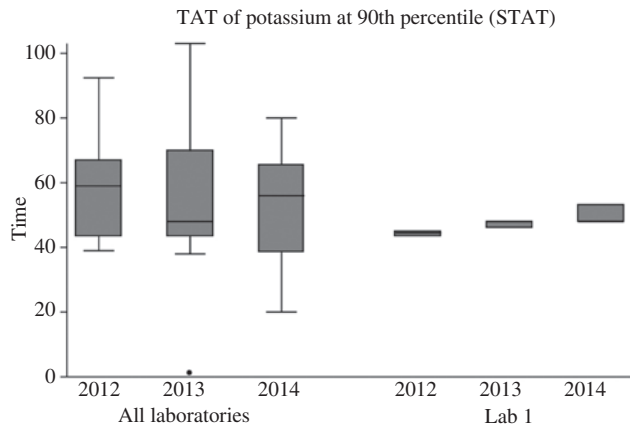 TAT of potassium at 90th percentile (STAT)
100
80
60
40
20
0
Time
2012 2013 2014 2012 2013 2014
All laboratories Lab 1